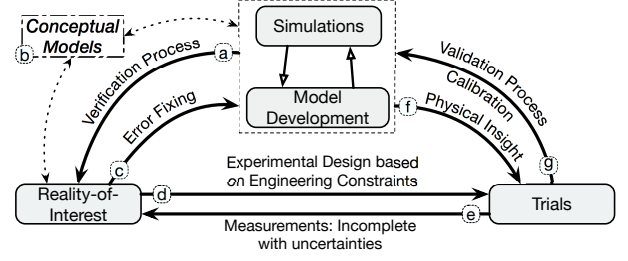 Conceptual
Models
b
Simulations
a
Verification Process
Error Fixing
Model
Development
f
Validation Process
Calibration
Physical Insight
c
g
Experimental Design based
on Engineering Constraints
Reality-of-
Interest
d
e
Trials
Measurements: Incomplete
with uncertainties